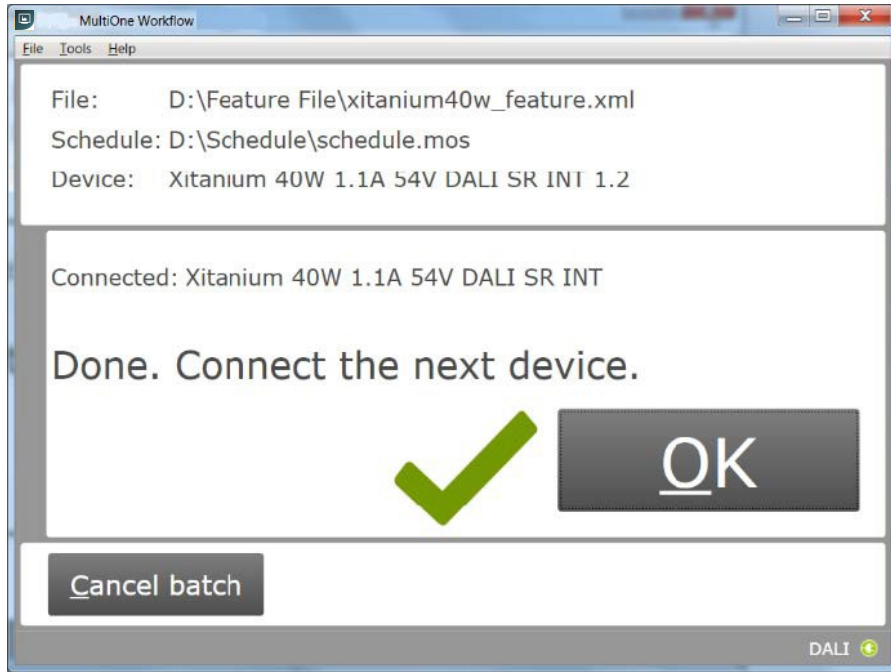 MultiOne Workflow
File Tools Help
File: D:\Feature File\xitanium40w_feature.xml
Schedule: D:\Schedule\schedule.mos
Device: Xitanium 40W 1.1A 54V DALI SR INT 1.2
Connected: Xitanium 40W 1.1A 54V DALI SR INT
Done. Connect the next device.
OK
Cancel batch
DALI